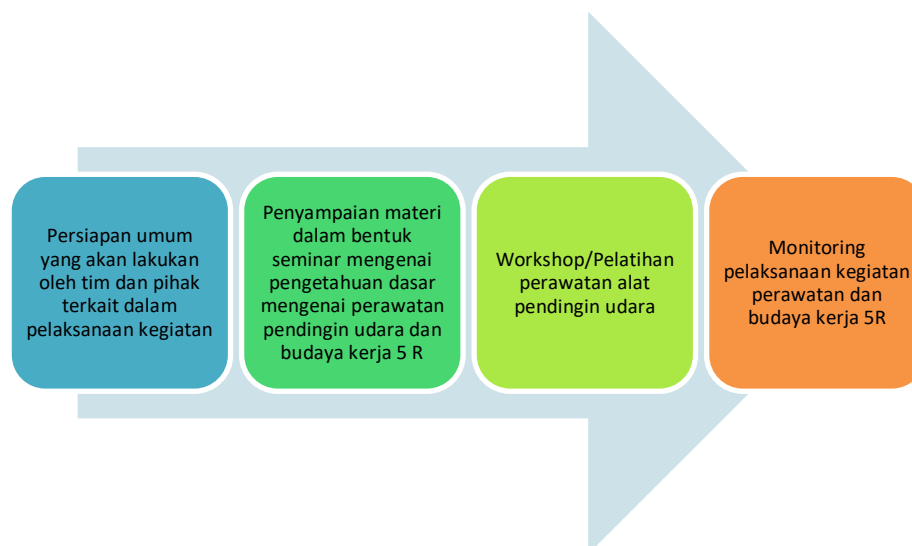 Persiapan umum
yang akan lakukan
oleh tim dan pihak
terkait dalam
pelaksanaan kegiatan
Penyampaian materi
dalam bentuk
seminar mengenai
pengetahuan dasar
mengenai perawatan
pendingin udara dan
budaya kerja 5 R
Workshop/Pelatihan
perawatan alat
pendingin udara
Monitoring
pelaksanaan kegiatan
perawatan dan
budaya kerja 5R